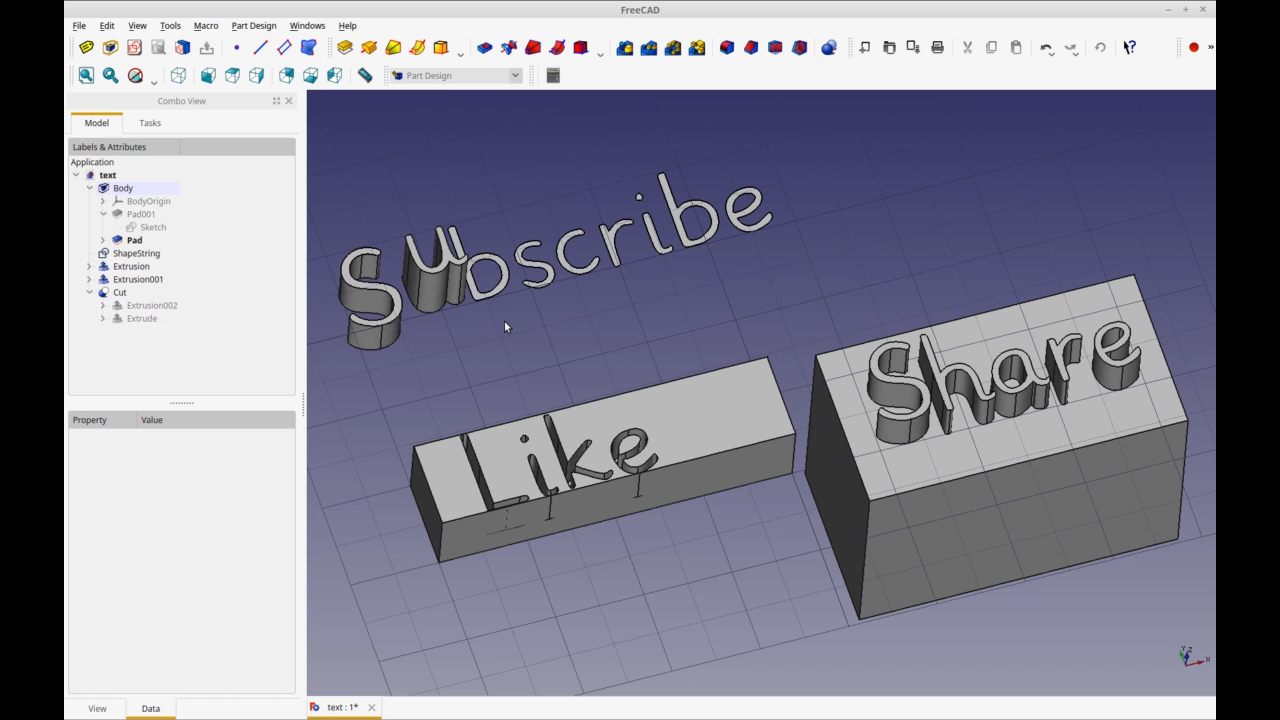 FreeCAD
File Edit View Tools Macro Part Design Windows Help
Part Design
Combo View
Model Tasks
Labels & Attributes
Application
text
Body
BodyOrigin
Pad001
Sketch
Pad
ShapeString
Extrusion
Extrusion001
Cut
Extrusion002
Extrude
Property Value
View Data
Subscribe
Like
Share
text : 1*
Y Z X